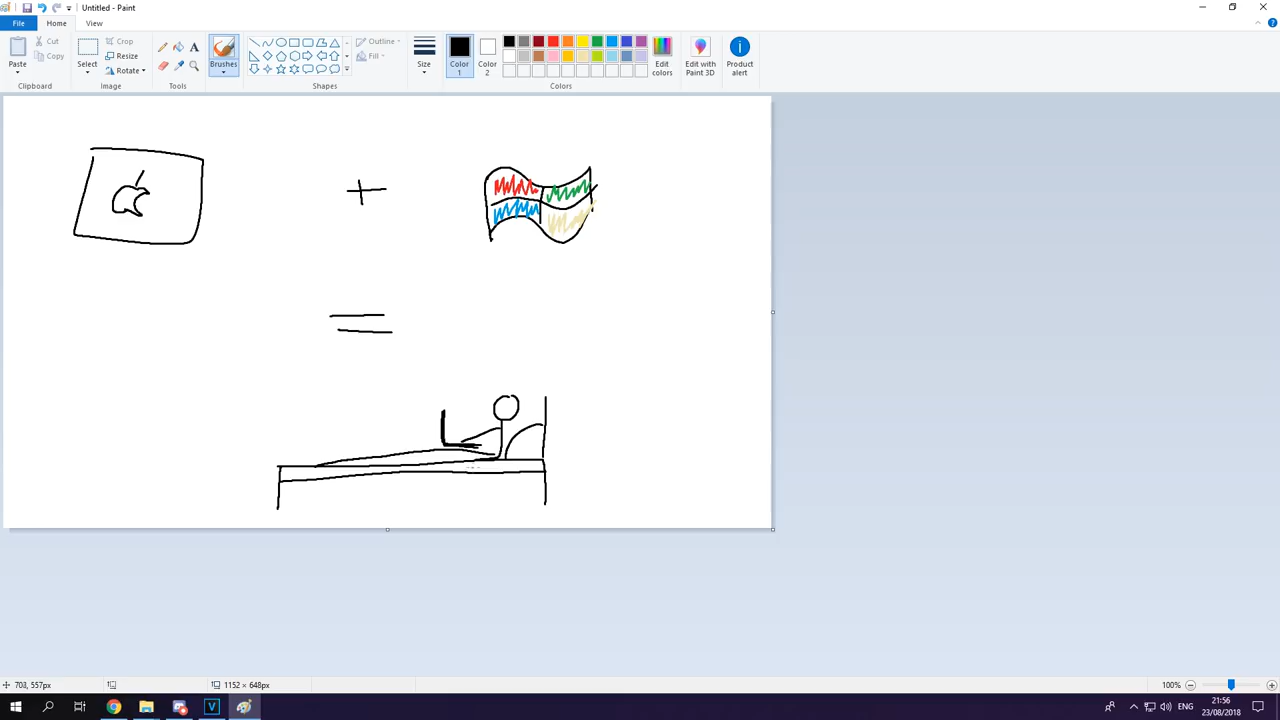 Untitled - Paint
File Home View
Paste
Cut
Copy
Clipboard
Select
Crop
Resize
Rotate
Image
Tools
Brushes
Outline
Fill
Shapes
Size
Color 1
Color 2
Edit colors
Edit with Paint 3D
Product alert
Colors
708, 557px
1152 × 648px
100%
21:56
23/08/2018